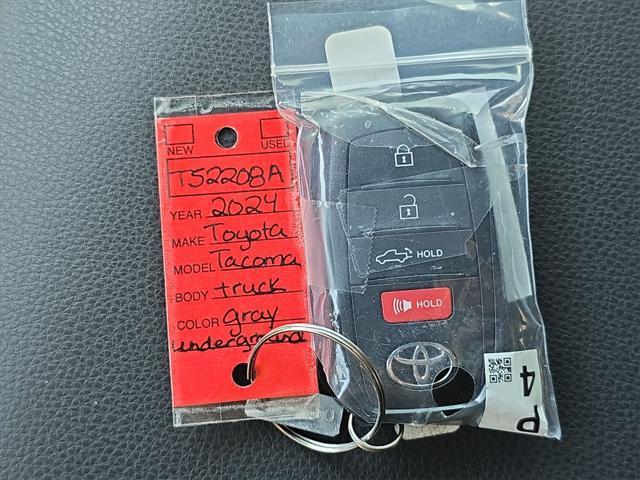 NEW USED
T52208A
YEAR 2024
MAKE Toyota
MODEL Tacoma
BODY truck
COLOR gray
underground
HOLD
HOLD
4
P